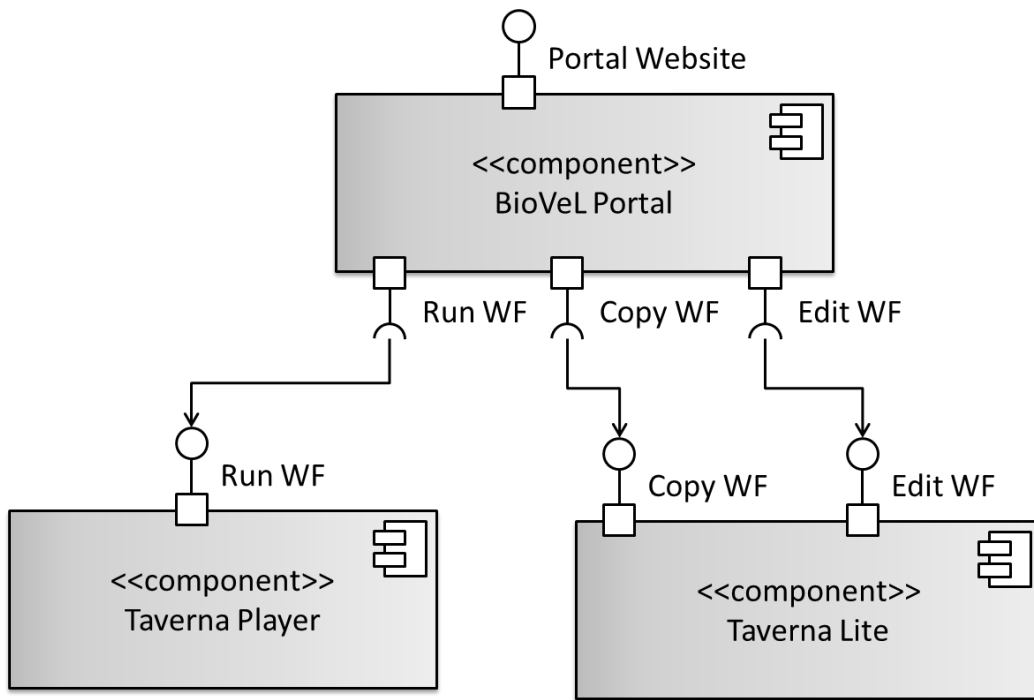 Portal Website
<<component>>
BioVeL Portal
Run WF
Copy WF
Edit WF
Run WF
Copy WF
Edit WF
<<component>>
Taverna Player
<<component>>
Taverna Lite